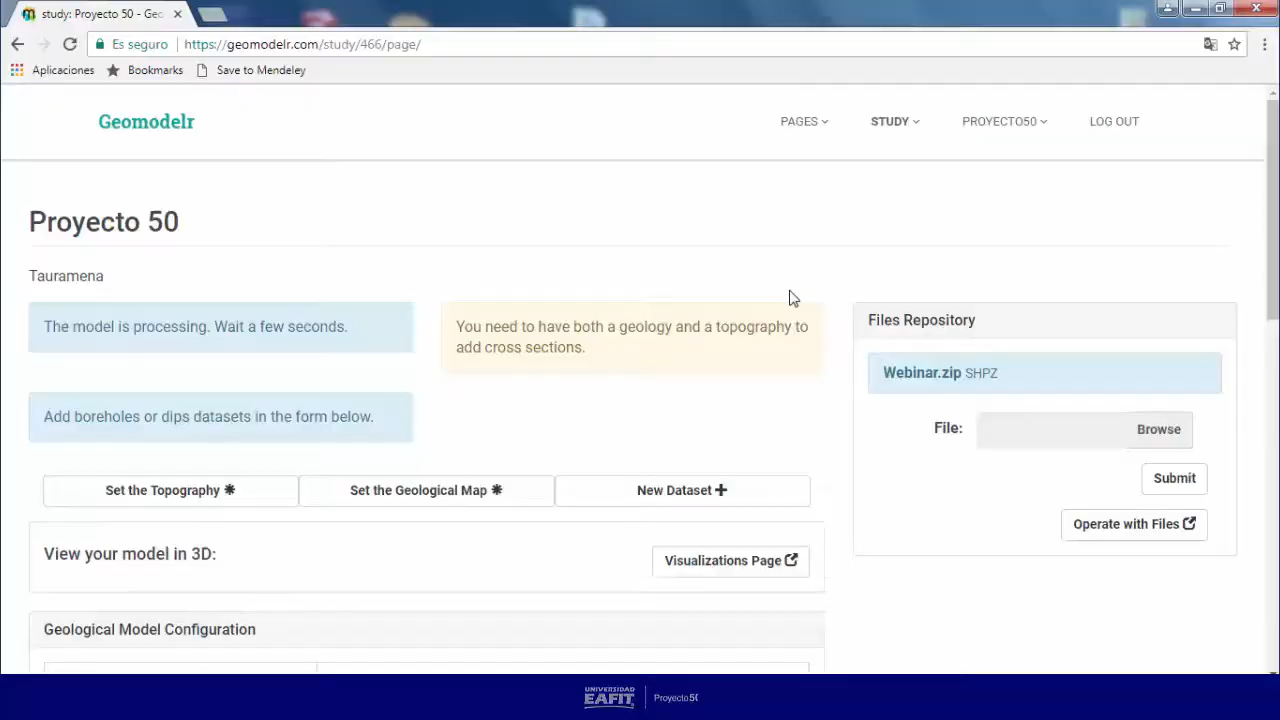 study: Proyecto 50 - Geo
Es seguro
https://geomodelr.com/study/466/page/
Aplicaciones
Bookmarks
Save to Mendeley
Geomodelr
PAGES
STUDY
PROYECTO50
LOG OUT
Proyecto 50
Tauramena
The model is processing. Wait a few seconds.
You need to have both a geology and a topography to
add cross sections.
Add boreholes or dips datasets in the form below.
Set the Topography
Set the Geological Map
New Dataset
View your model in 3D:
Visualizations Page
Geological Model Configuration
Files Repository
Webinar.zip SHPZ
File:
Browse
Submit
Operate with Files
UNIVERSIDAD
EAFIT
Proyecto50